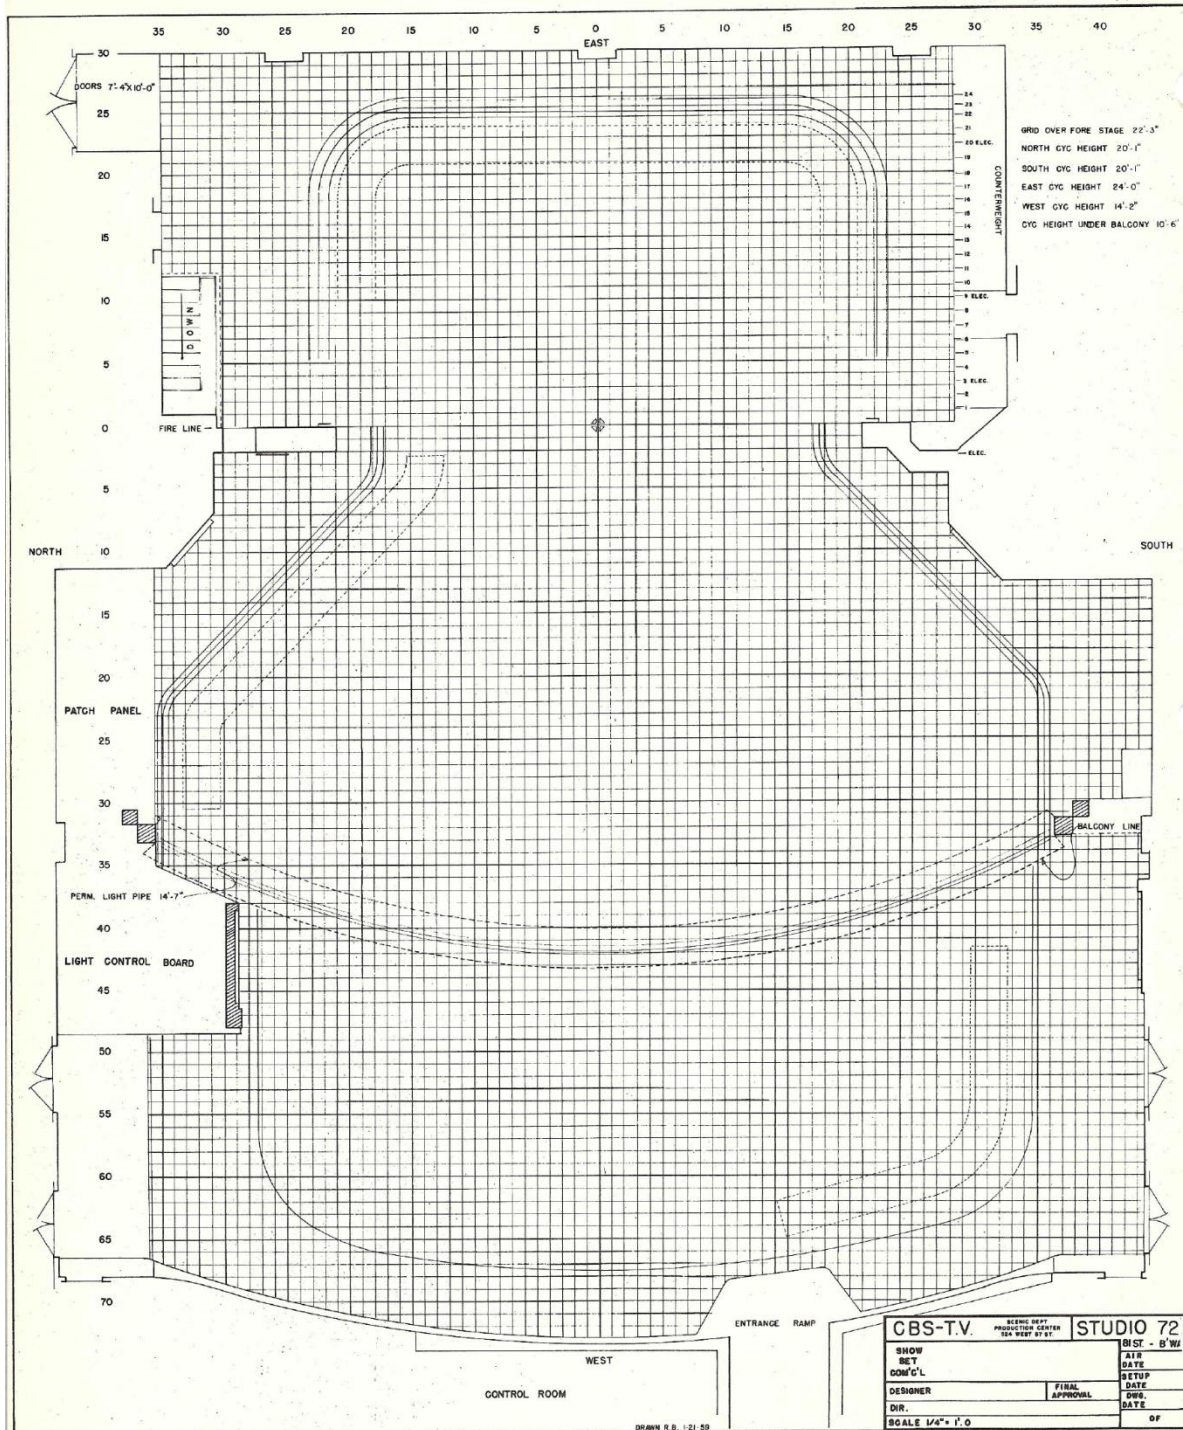 35 30 25 20 15 10 5 0 5 10 15 20 25 30 35 40
EAST
30
DOORS 7'-4"X10'-0"
25
20
15
10
5
0
DOWN
FIRE LINE
24
23
22
21
20 ELEC.
19
18
17
16
15
14
13
12
11
10
9 ELEC.
8
7
6
5
4
3 ELEC.
2
1
ELEC.
COUNTERWEIGHT
GRID OVER FORE STAGE 22'-3"
NORTH CYC HEIGHT 20'-1"
SOUTH CYC HEIGHT 20'-1"
EAST CYC HEIGHT 24'-0"
WEST CYC HEIGHT 14'-2"
CYC HEIGHT UNDER BALCONY 10'-6"
5
NORTH
10
SOUTH
15
20
PATCH PANEL
25
30
BALCONY LINE
35
PERM. LIGHT PIPE 14'-7"
40
LIGHT CONTROL BOARD
45
50
55
60
65
70
ENTRANCE RAMP
WEST
CONTROL ROOM
DRAWN R.B. 1-21-59
CBS-T.V.
SCENIC DEPT
PRODUCTION CENTER
524 WEST 57 ST.
STUDIO 72
81ST. - B'WA
SHOW
SET
COM'C'L
AIR DATE
SETUP DATE
DESIGNER
FINAL APPROVAL
DWG. DATE
DIR.
SCALE 1/4" = 1'.0
OF